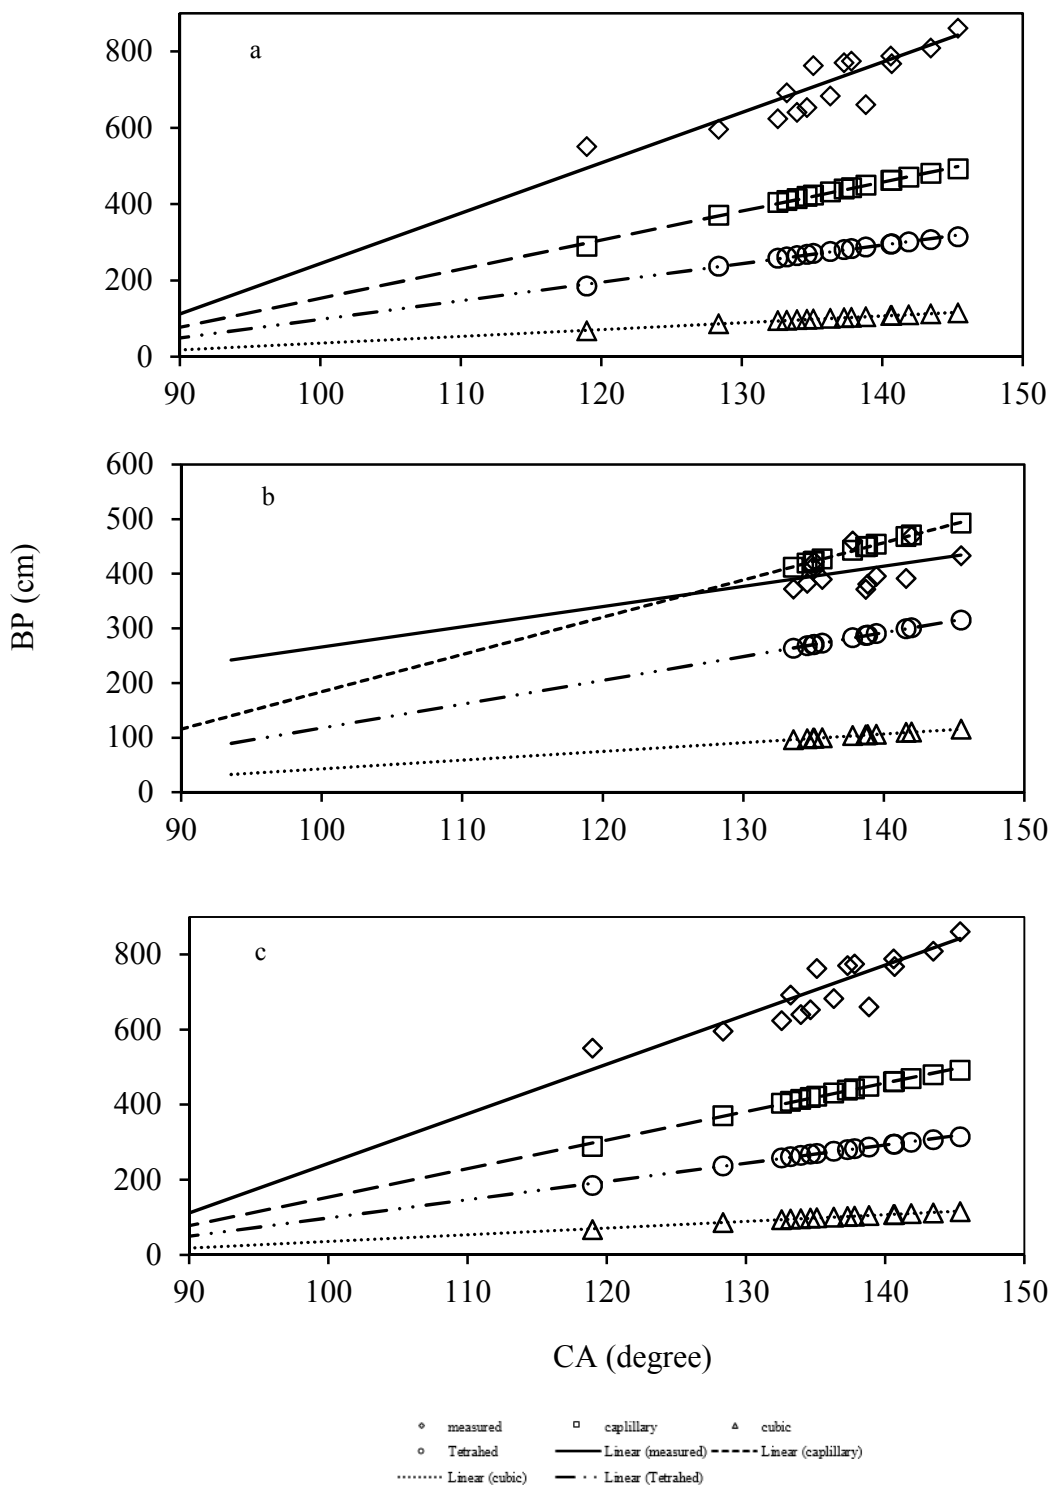 800
a
600
400
200
0
90 100 110 120 130 140 150
600
b
500
400
300
200
100
0
90 100 110 120 130 140 150
BP (cm)
800
c
600
400
200
0
90 100 110 120 130 140 150
CA (degree)
measured caplillary cubic
Tetrahed Linear (measured) Linear (caplillary)
Linear (cubic) Linear (Tetrahed)